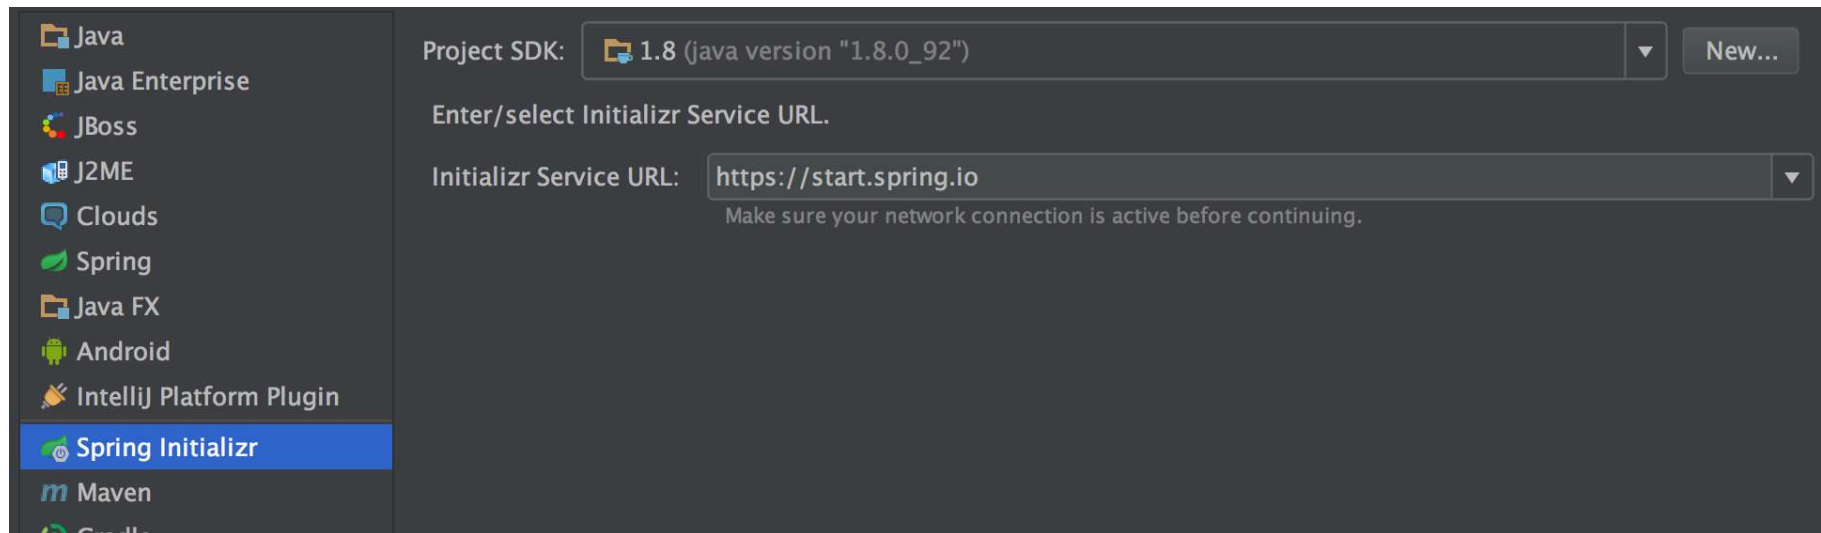 Java
Java Enterprise
JBoss
J2ME
Clouds
Spring
Java FX
Android
IntelliJ Platform Plugin
Spring Initializr
m Maven
Project SDK: 1.8 (java version "1.8.0_92") New...
Enter/select Initializr Service URL.
Initializr Service URL: https://start.spring.io
Make sure your network connection is active before continuing.